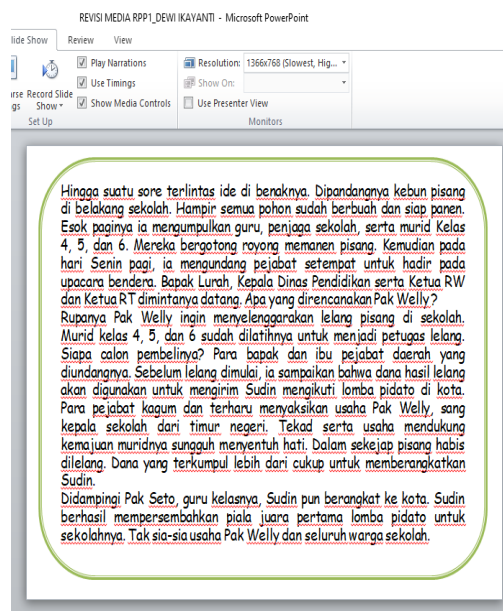 REVISI MEDIA RPP1_DEWI IKAYANTI - Microsoft PowerPoint
lide Show Review View
Play Narrations
Resolution: 1366x768 (Slowest, Hig...
Use Timings
Show On:
Record Slide Show
Show Media Controls
Use Presenter View
Set Up
Monitors
Hingga suatu sore terlintas ide di benaknya. Dipandangnya kebun pisang
di belakang sekolah. Hampir semua pohon sudah berbuah dan siap panen.
Esok paginya ia mengumpulkan guru, penjaga sekolah, serta murid Kelas
4, 5, dan 6. Mereka bergotong royong memanen pisang. Kemudian pada
hari Senin pagi, ia mengundang pejabat setempat untuk hadir pada
upacara bendera. Bapak Lurah, Kepala Dinas Pendidikan serta Ketua RW
dan Ketua RT dimintanya datang. Apa yang direncanakan Pak Welly?
Rupanya Pak Welly ingin menyelenggarakan lelang pisang di sekolah.
Murid kelas 4, 5, dan 6 sudah dilatihnya untuk menjadi petugas lelang.
Siapa calon pembelinya? Para bapak dan ibu pejabat daerah yang
diundangnya. Sebelum lelang dimulai, ia sampaikan bahwa dana hasil lelang
akan digunakan untuk mengirim Sudin mengikuti lomba pidato di kota.
Para pejabat kagum dan terharu menyaksikan usaha Pak Welly, sang
kepala sekolah dari timur negeri. Tekad serta usaha mendukung
kemajuan muridnya sungguh menyentuh hati. Dalam sekejap pisang habis
dilelang. Dana yang terkumpul lebih dari cukup untuk memberangkatkan
Sudin.
Didampingi Pak Seto, guru kelasnya, Sudin pun berangkat ke kota. Sudin
berhasil mempersembahkan piala juara pertama lomba pidato untuk
sekolahnya. Tak sia-sia usaha Pak Welly dan seluruh warga sekolah.